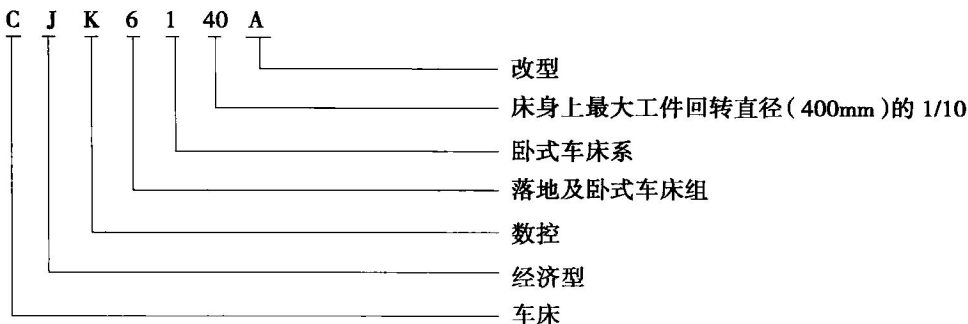 C J K 6 1 40 A
改型
床身上最大工件回转直径(400mm)的 1/10
卧式车床系
落地及卧式车床组
数控
经济型
车床